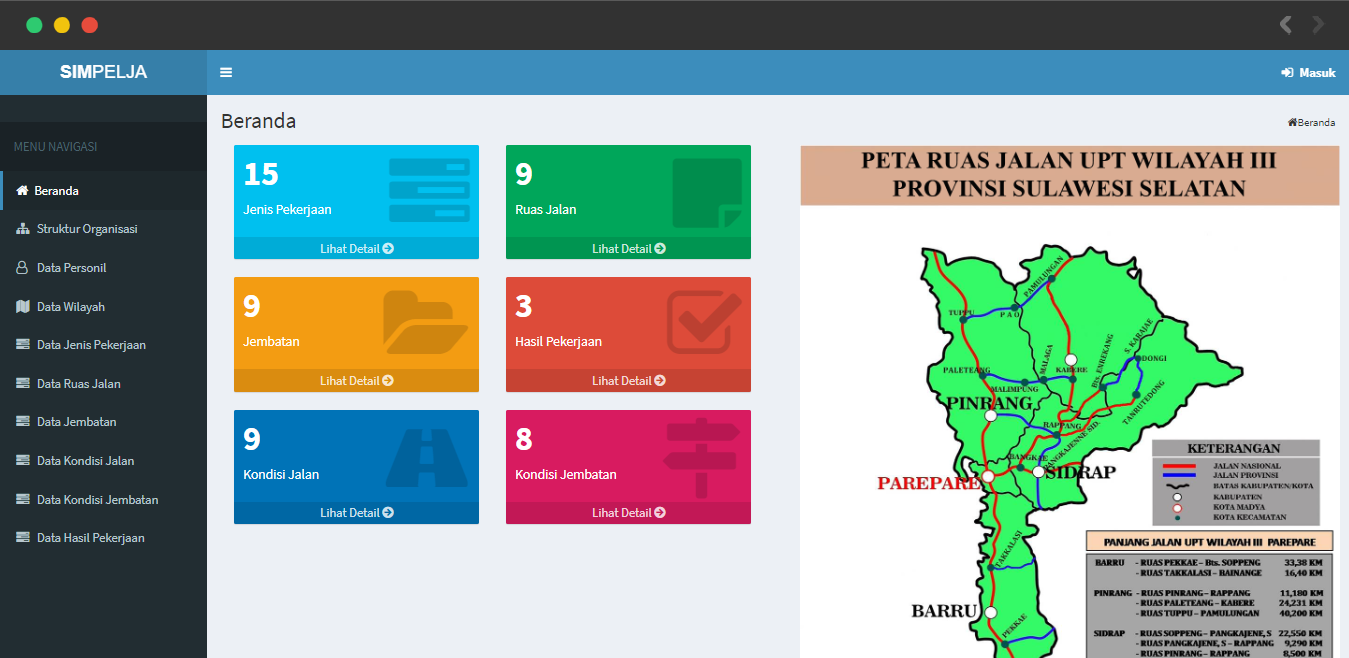 SIMPELJA
Masuk
MENU NAVIGASI
Beranda
Struktur Organisasi
Data Personil
Data Wilayah
Data Jenis Pekerjaan
Data Ruas Jalan
Data Jembatan
Data Kondisi Jalan
Data Kondisi Jembatan
Data Hasil Pekerjaan
Beranda
Beranda
15
Jenis Pekerjaan
Lihat Detail
9
Ruas Jalan
Lihat Detail
9
Jembatan
Lihat Detail
3
Hasil Pekerjaan
Lihat Detail
9
Kondisi Jalan
Lihat Detail
8
Kondisi Jembatan
Lihat Detail
PETA RUAS JALAN UPT WILAYAH III
PROVINSI SULAWESI SELATAN
PAMULUNGAN
TUPPU
PAO
S. KARAJAE
Bts. ENREKANG
MALAGA
DONGI
KABERE
PALETEANG
MALIMPUNG
TANRUTEDONG
PINRANG
RAPPANG
PANGKAJENNE SID.
BANGKAE
SIDRAP
PAREPARE
TAKKALASI
BARRU
PEKKAE
KETERANGAN
JALAN NASIONAL
JALAN PROVINSI
BATAS KABUPATEN/KOTA
KABUPATEN
KOTA MADYA
KOTA KECAMATAN
PANJANG JALAN UPT WILAYAH III PAREPARE
BARRU - RUAS PEKKAE – Bts. SOPPENG 33,38 KM
- RUAS TAKKALASI – BAINANGE 16,40 KM
PINRANG - RUAS PINRANG – RAPPANG 11,180 KM
- RUAS PALETEANG – KABERE 24,231 KM
- RUAS TUPPU – PAMULUNGAN 40,200 KM
SIDRAP - RUAS SOPPENG – PANGKAJENE, S 22,550 KM
- RUAS PANGKAJENE, S – RAPPANG 9,290 KM
- RUAS PINRANG – RAPPANG 8,500 KM